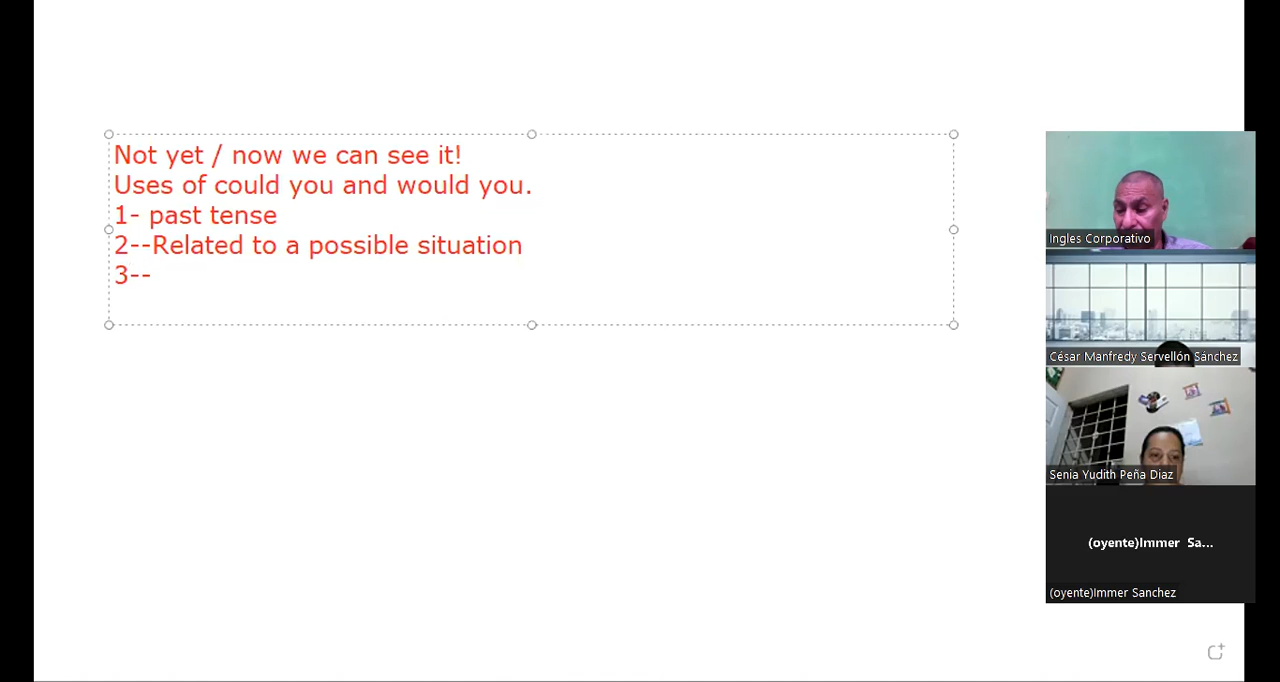 Not yet / now we can see it!
Uses of could you and would you.
1- past tense
2--Related to a possible situation
3--
Ingles Corporativo
César Manfredy Servellón Sánchez
Senia Yudith Peña Diaz
(oyente)Immer Sa...
(oyente)Immer Sanchez